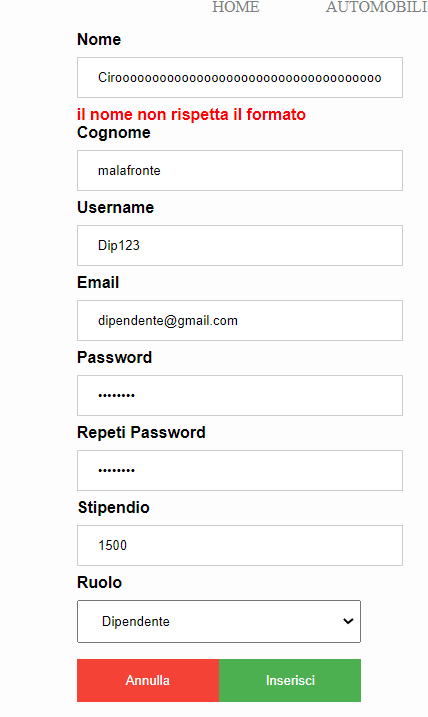 HOME AUTOMOBILI
Nome
Cirooooooooooooooooooooooooooooooooooooo
il nome non rispetta il formato
Cognome
malafronte
Username
Dip123
Email
dipendente@gmail.com
Password
••••••••
Repeti Password
••••••••
Stipendio
1500
Ruolo
Dipendente
Annulla Inserisci